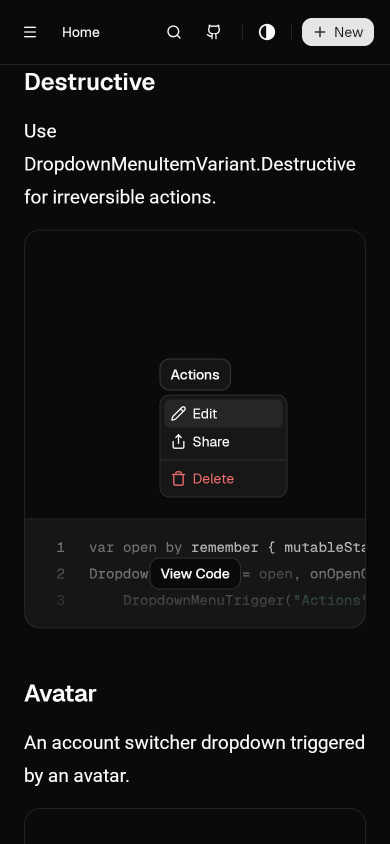 Home
New
Destructive
Use
DropdownMenuItemVariant.Destructive
for irreversible actions.
Actions
Edit
Share
Delete
1 var open by remember { mutableSta
2 Dropdow
View Code
= open, onOpenC
3 DropdownMenuTrigger("Actions"
Avatar
An account switcher dropdown triggered
by an avatar.